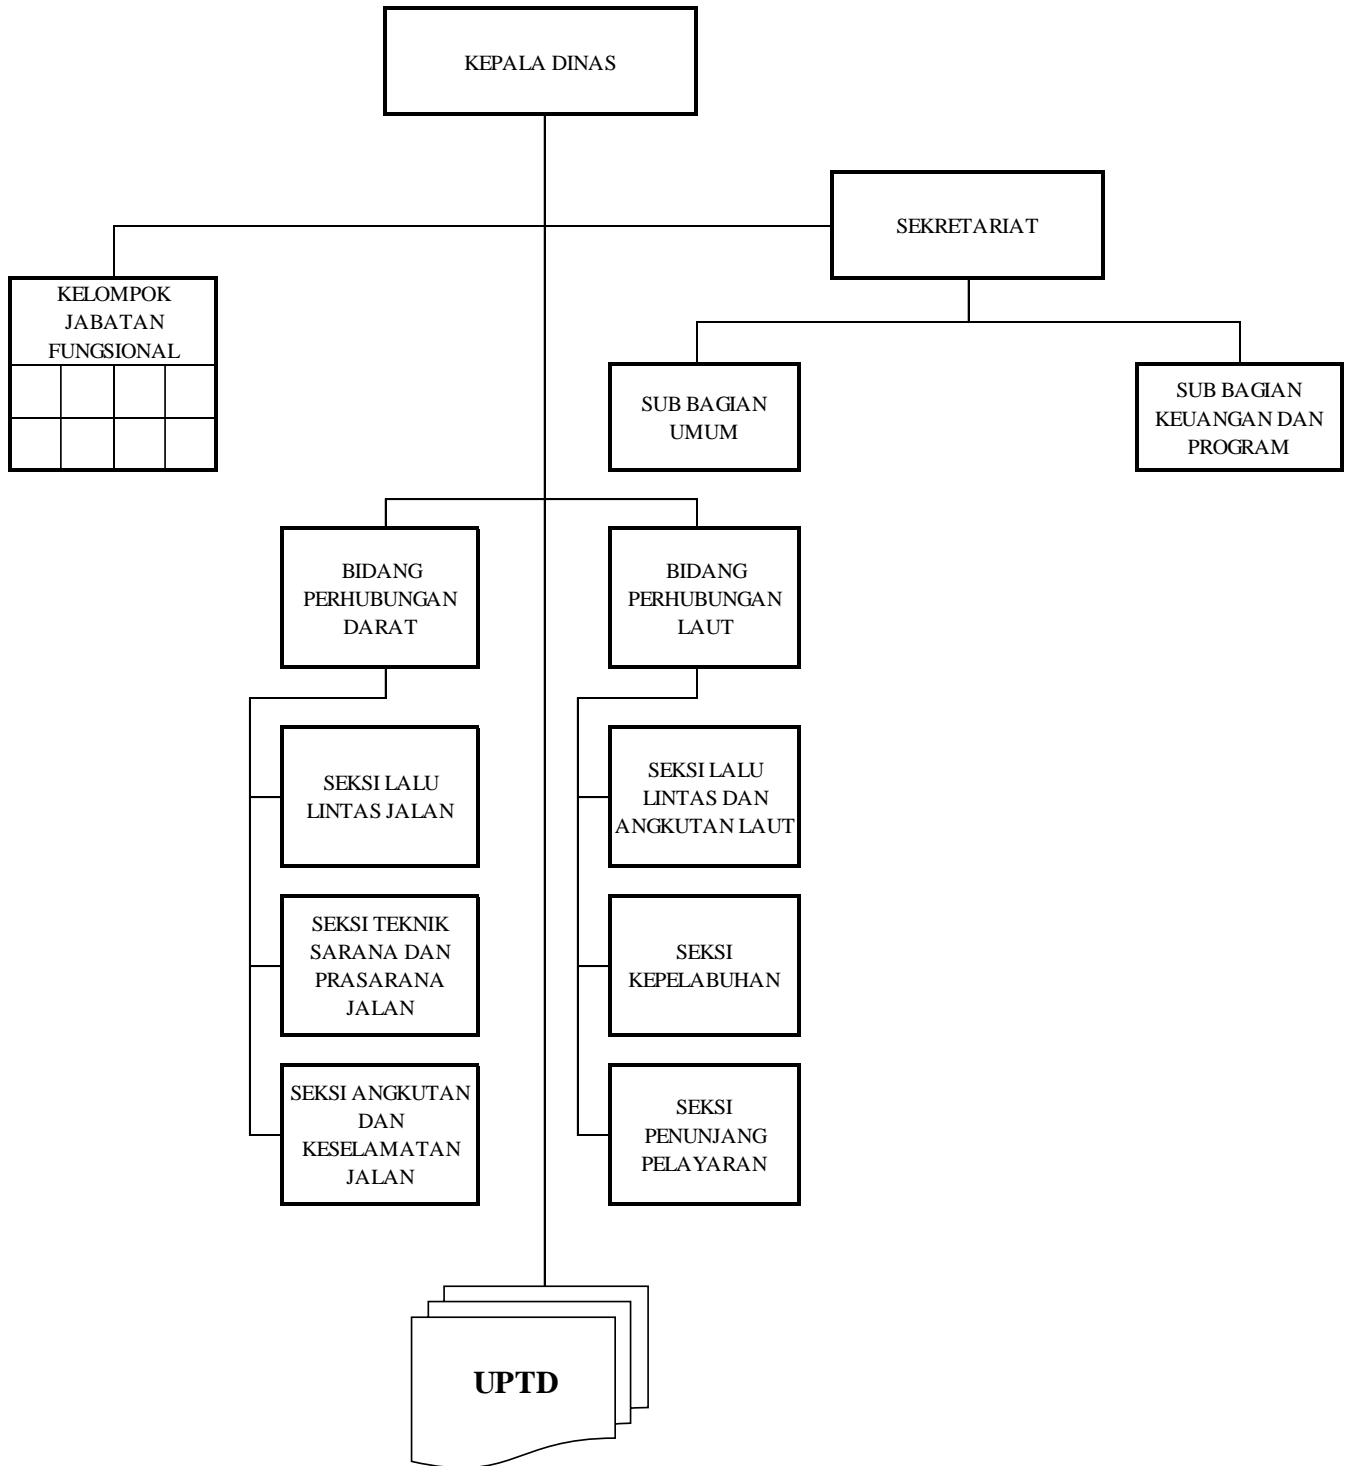 KEPALA DINAS
SEKRETARIAT
KELOMPOK
JABATAN
FUNGSIONAL
SUB BAGIAN
UMUM
SUB BAGIAN
KEUANGAN DAN
PROGRAM
BIDANG
PERHUBUNGAN
DARAT
BIDANG
PERHUBUNGAN
LAUT
SEKSI LALU
LINTAS JALAN
SEKSI LALU
LINTAS DAN
ANGKUTAN LAUT
SEKSI TEKNIK
SARANA DAN
PRASARANA
JALAN
SEKSI
KEPELABUHAN
SEKSI ANGKUTAN
DAN
KESELAMATAN
JALAN
SEKSI
PENUNJANG
PELAYARAN
UPTD